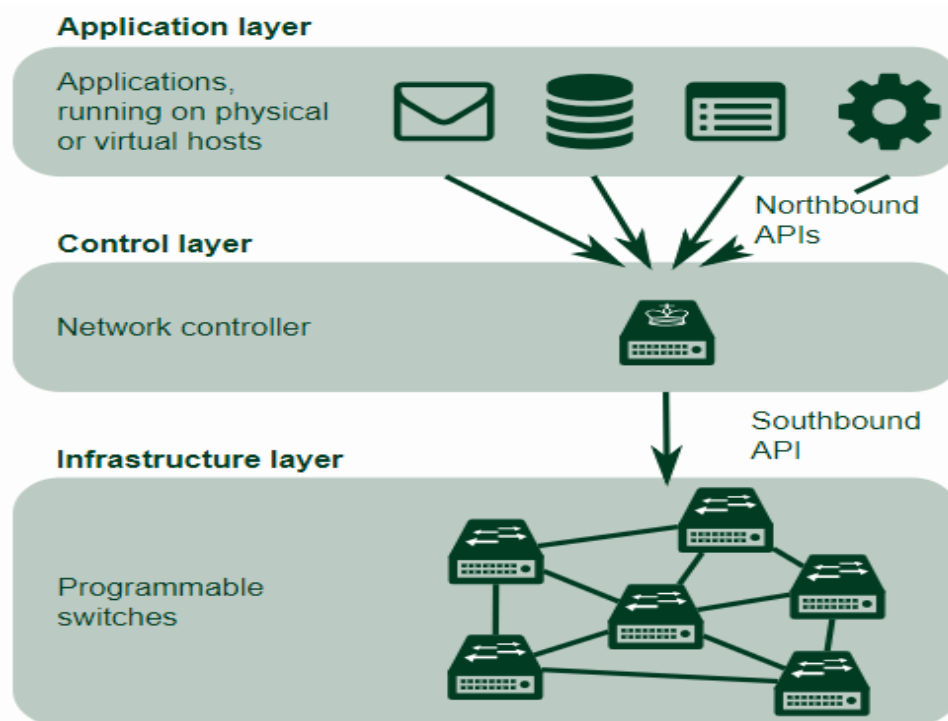 Application layer
Applications,
running on physical
or virtual hosts
Northbound
APIs
Control layer
Network controller
Southbound
API
Infrastructure layer
Programmable
switches